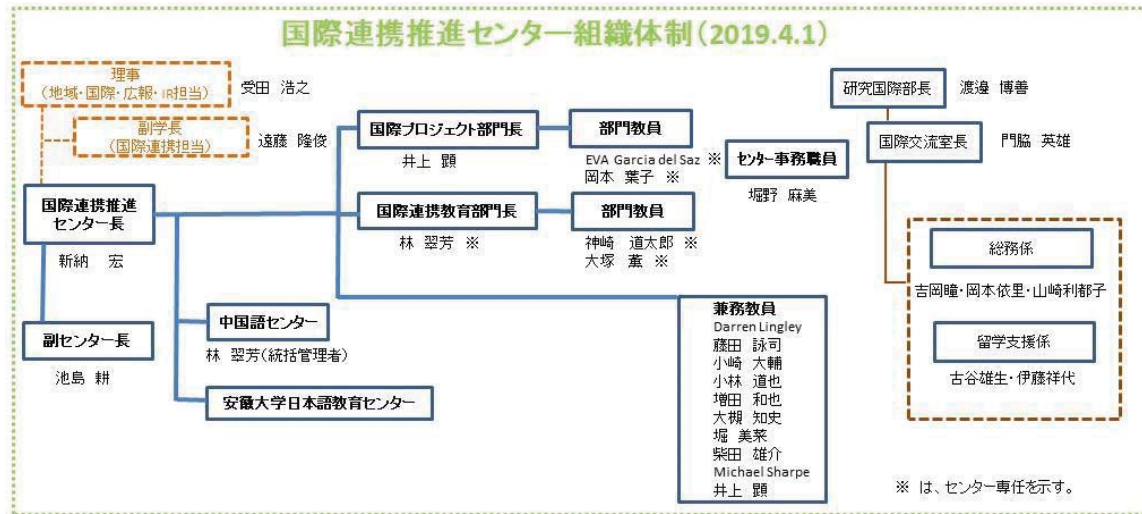 国際連携推進センター組織体制(2019.4.1)
理事
(地域・国際・広報・IR担当)
受田 浩之
副学長
(国際連携担当)
遠藤 隆俊
国際連携推進
センター長
新納 宏
副センター長
池島 耕
国際プロジェクト部門長
井上 顕
部門教員
EVA Garcia del Saz ※
岡本 葉子 ※
センター事務職員
堀野 麻美
国際連携教育部門長
林 翠芳 ※
部門教員
神崎 道太郎 ※
大塚 薫 ※
中国語センター
林 翠芳(統括管理者)
安徽大学日本語教育センター
兼務教員
Darren Lingley
藤田 詠司
小崎 大輔
小林 道也
増田 和也
大槻 知史
堀 美菜
柴田 雄介
Michael Sharpe
井上 顕
研究国際部長
渡邉 博善
国際交流室長
門脇 英雄
総務係
吉岡瞳・岡本依里・山崎利都子
留学支援係
古谷雄生・伊藤祥代
※ は、センター専任を示す。